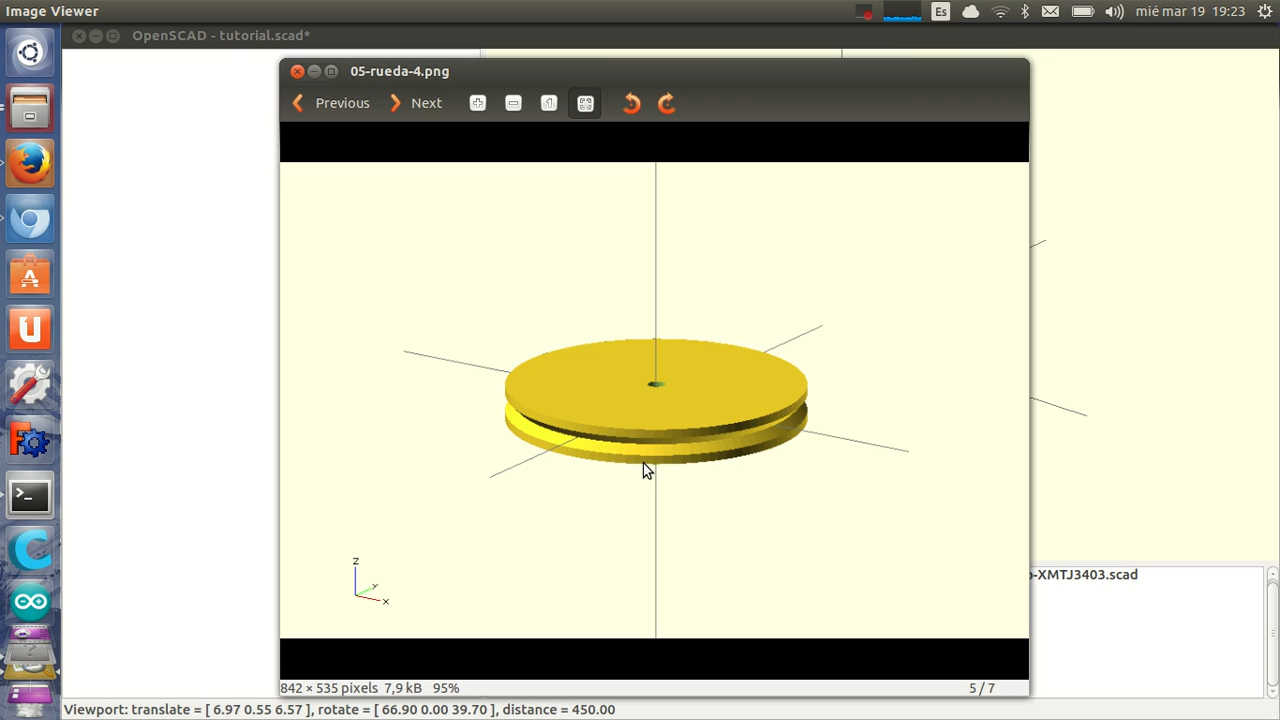 Image Viewer
Es
mié mar 19 19:23
OpenSCAD - tutorial.scad*
05-rueda-4.png
Previous
Next
1
z
y
x
842 × 535 pixels 7,9 kB 95%
5 / 7
-XMTJ3403.scad
Viewport: translate = [ 6.97 0.55 6.57 ], rotate = [ 66.90 0.00 39.70 ], distance = 450.00